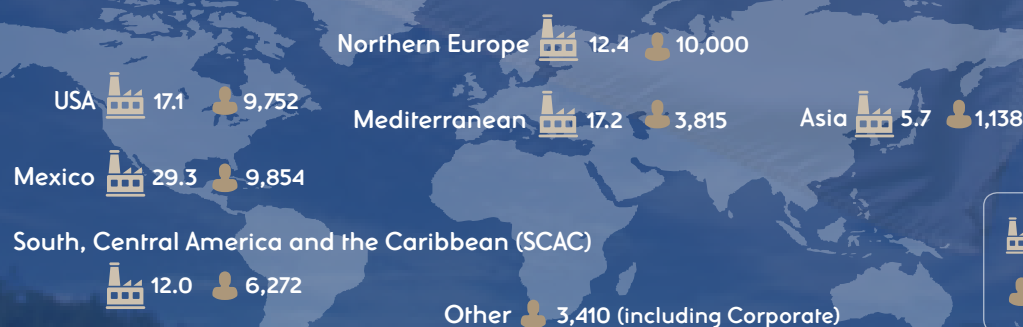 Northern Europe 12.4 10,000
USA 17.1 9,752
Mediterranean 17.2 3,815
Asia 5.7 1,138
Mexico 29.3 9,854
South, Central America and the Caribbean (SCAC)
12.0 6,272
Other 3,410 (including Corporate)